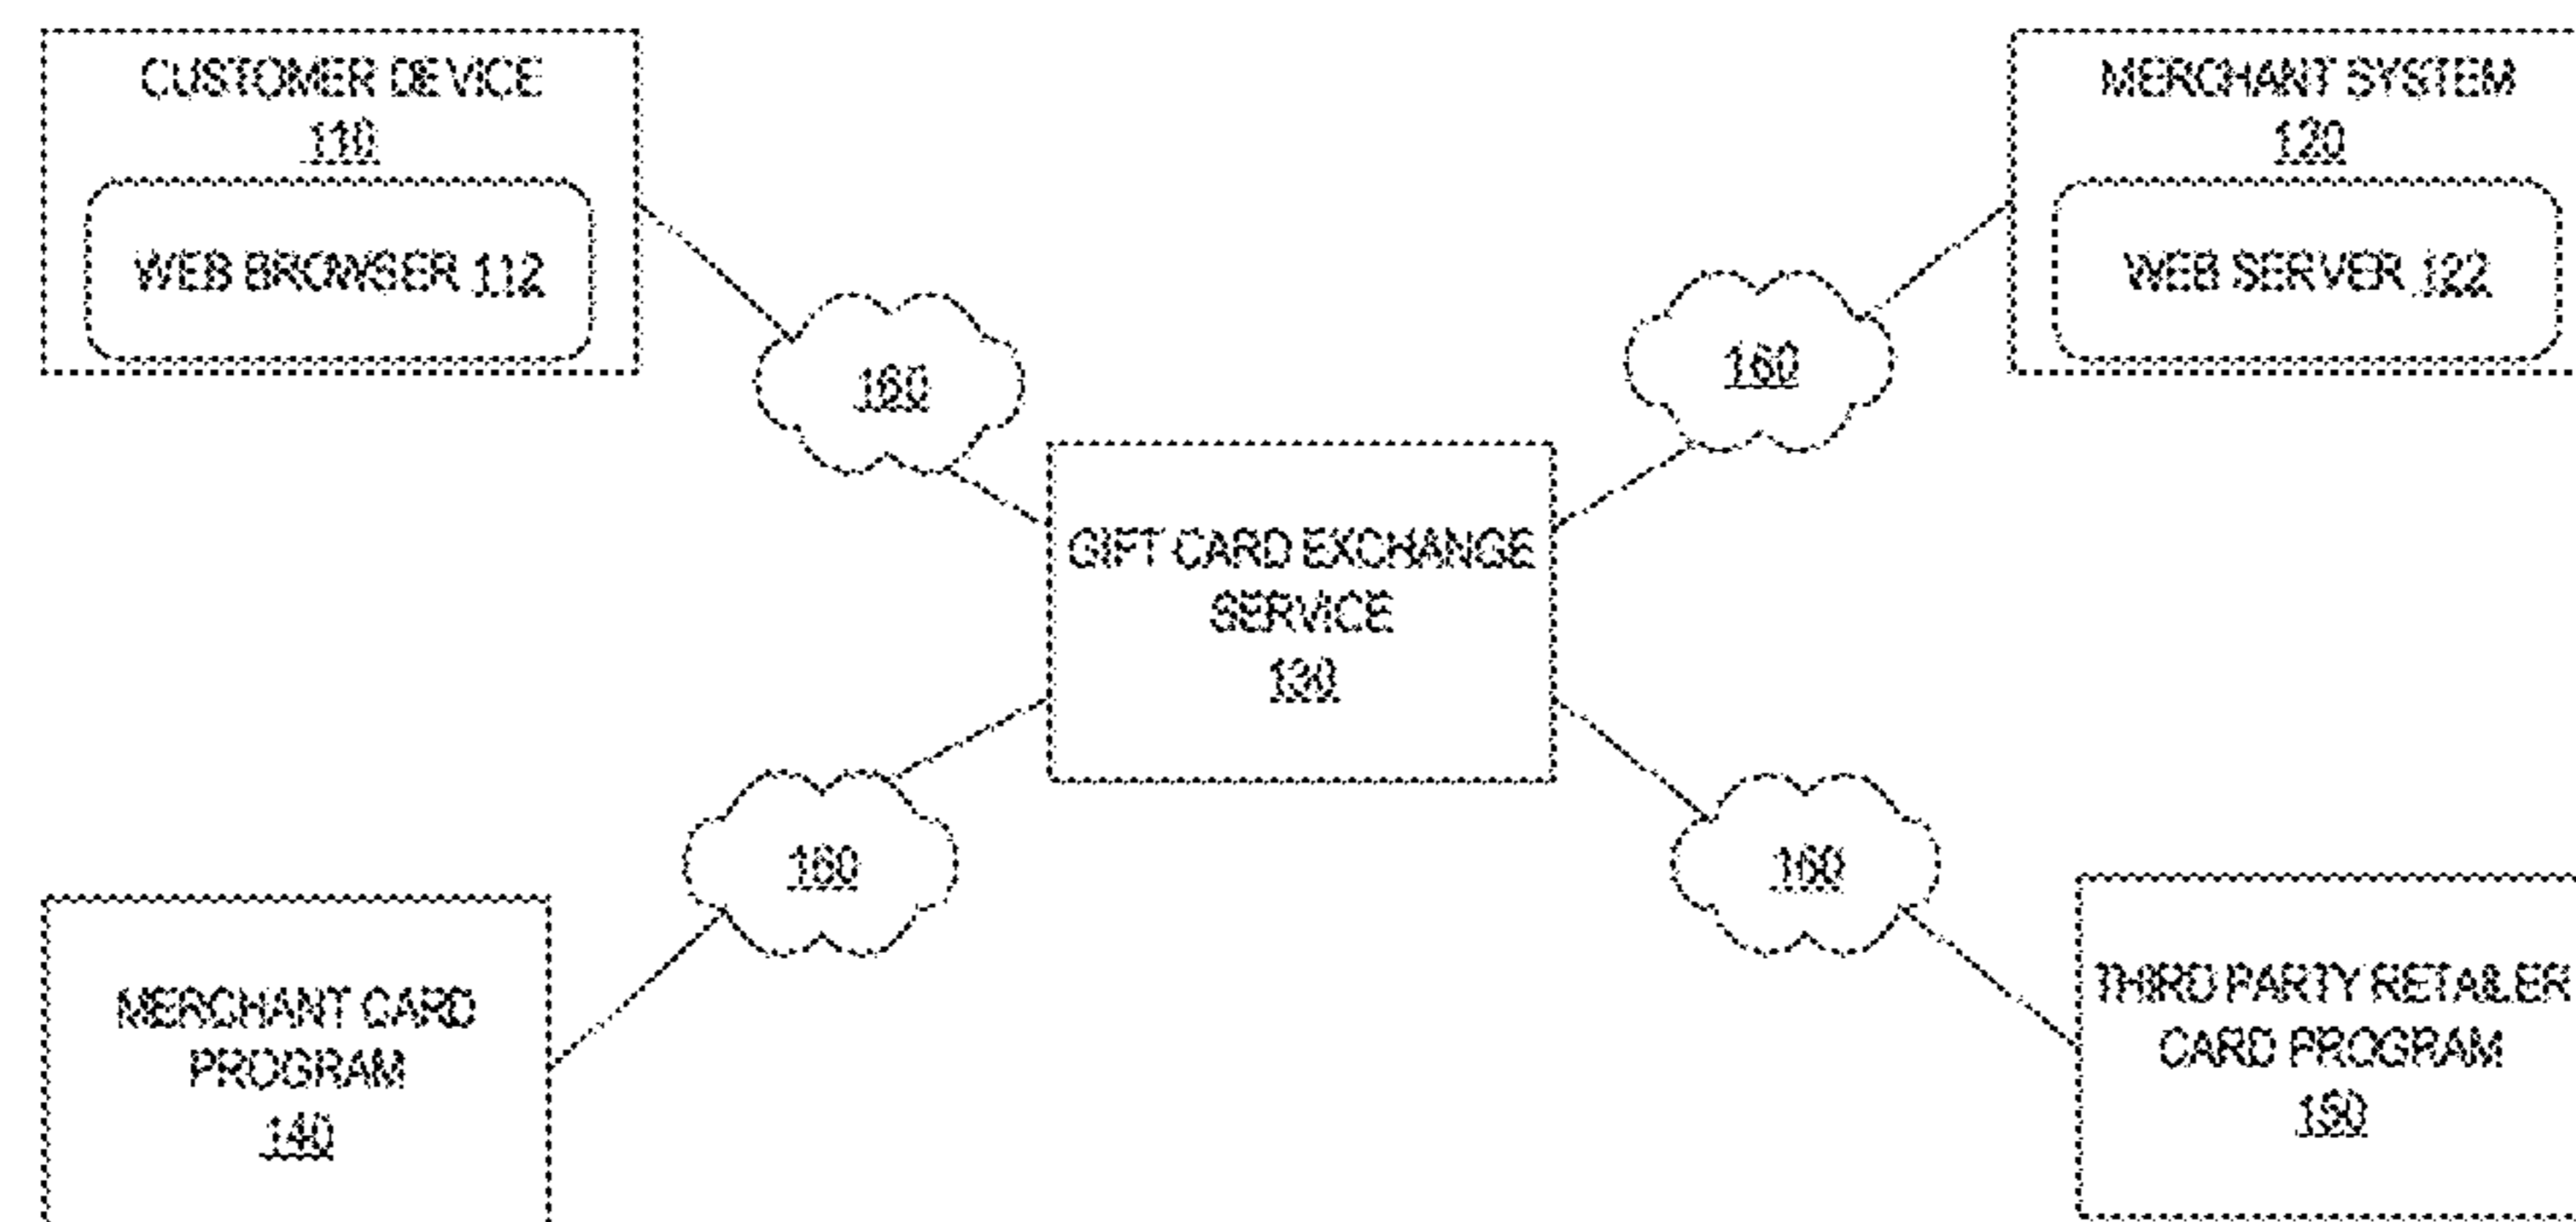 CUSTOMER DEVICE
110
WEB BROWSER 112
MERCHANT SYSTEM
120
WEB SERVER 122
160
160
GIFT CARD EXCHANGE
SERVICE
130
160
160
MERCHANT CARD
PROGRAM
140
THIRD PARTY RETAILER
CARD PROGRAM
150